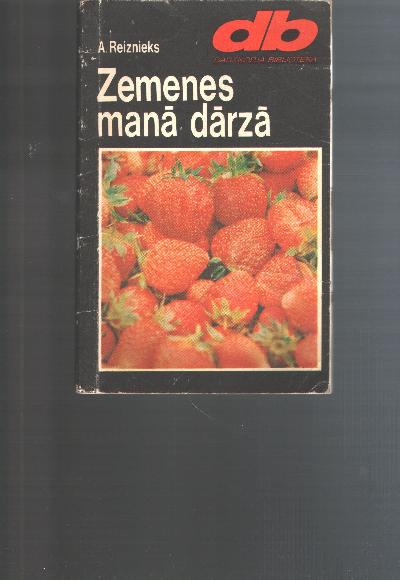 A. Reiznieks
db
DĀRZKOPJA BIBLIOTĒKA
Zemenes
manā dārzā